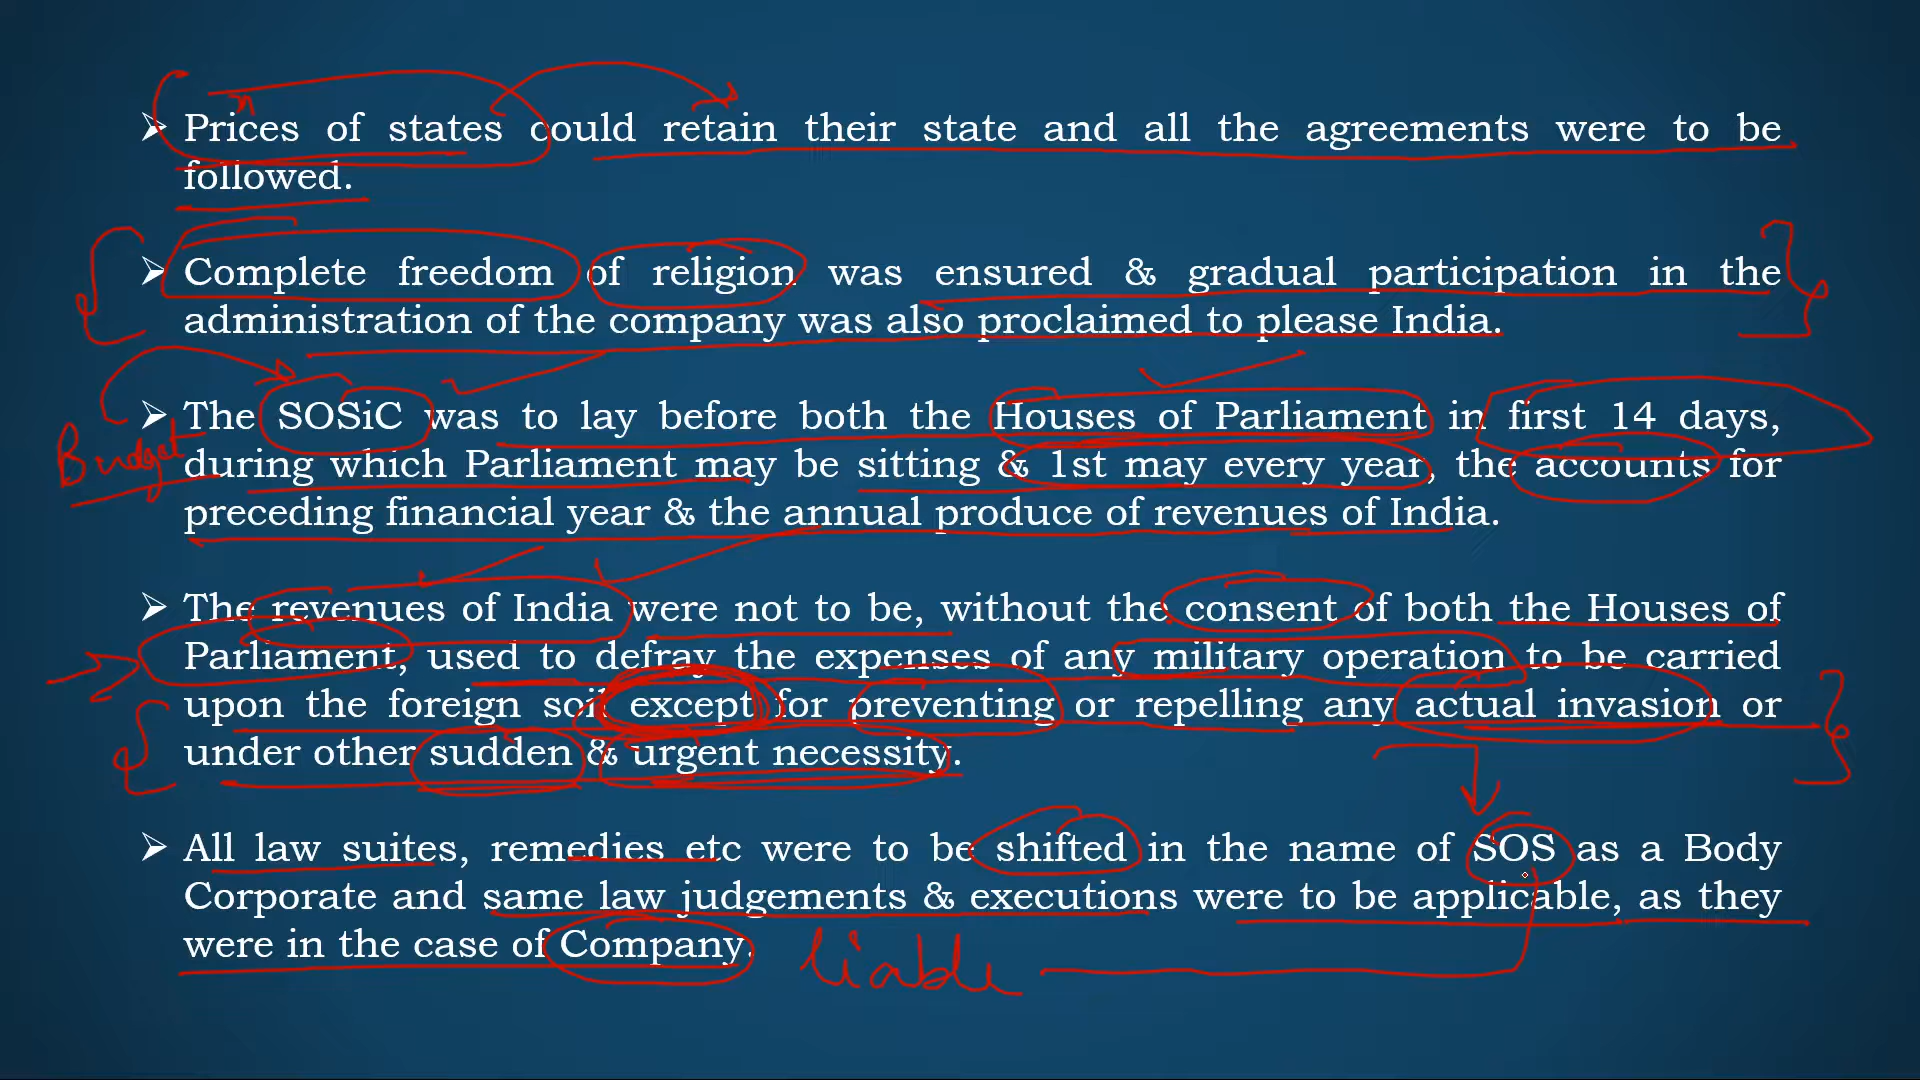 n
➤ Prices of states could retain their state and all the agreements were to be
followed.
➤ Complete freedom of religion was ensured & gradual participation in the
administration of the company was also proclaimed to please India.
➤ The SOSiC was to lay before both the Houses of Parliament in first 14 days,
Budget
during which Parliament may be sitting & 1st may every year, the accounts for
preceding financial year & the annual produce of revenues of India.
➤ The revenues of India were not to be, without the consent of both the Houses of
Parliament, used to defray the expenses of any military operation to be carried
upon the foreign soil except for preventing or repelling any actual invasion or
under other sudden & urgent necessity.
➤ All law suites, remedies etc were to be shifted in the name of SOS as a Body
Corporate and same law judgements & executions were to be applicable, as they
were in the case of Company.
liable